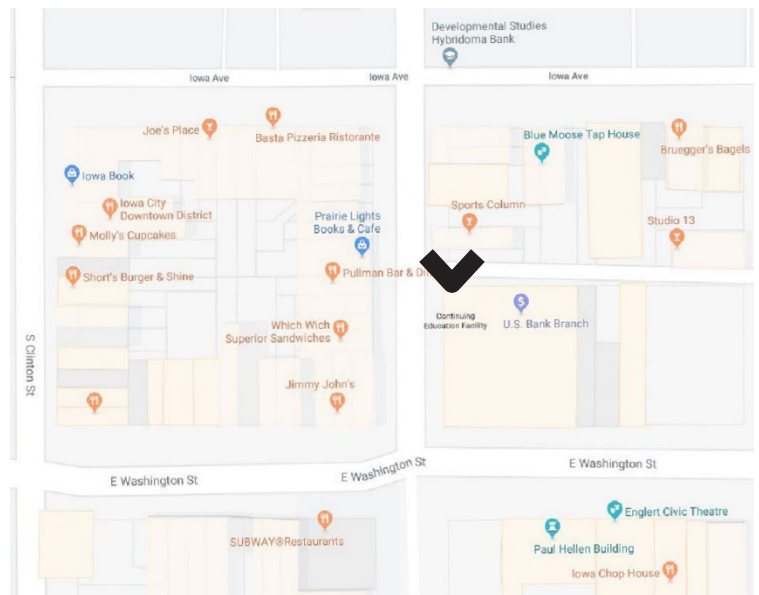 Developmental Studies
Hybridoma Bank
Iowa Ave
Iowa Ave
Iowa Ave
Joe's Place
Basta Pizzeria Ristorante
Blue Moose Tap House
Bruegger's Bagels
Iowa Book
Iowa City
Downtown District
Molly's Cupcakes
Prairie Lights
Books & Cafe
Sports Column
Studio 13
Short's Burger & Shine
Pullman Bar &
Continuing
Education Facility
U.S. Bank Branch
Which Wich
Superior Sandwiches
S Clinton St
Jimmy John's
E Washington St
E Washington St
E Washington St
SUBWAY®Restaurants
Englert Civic Theatre
Paul Hellen Building
Iowa Chop House